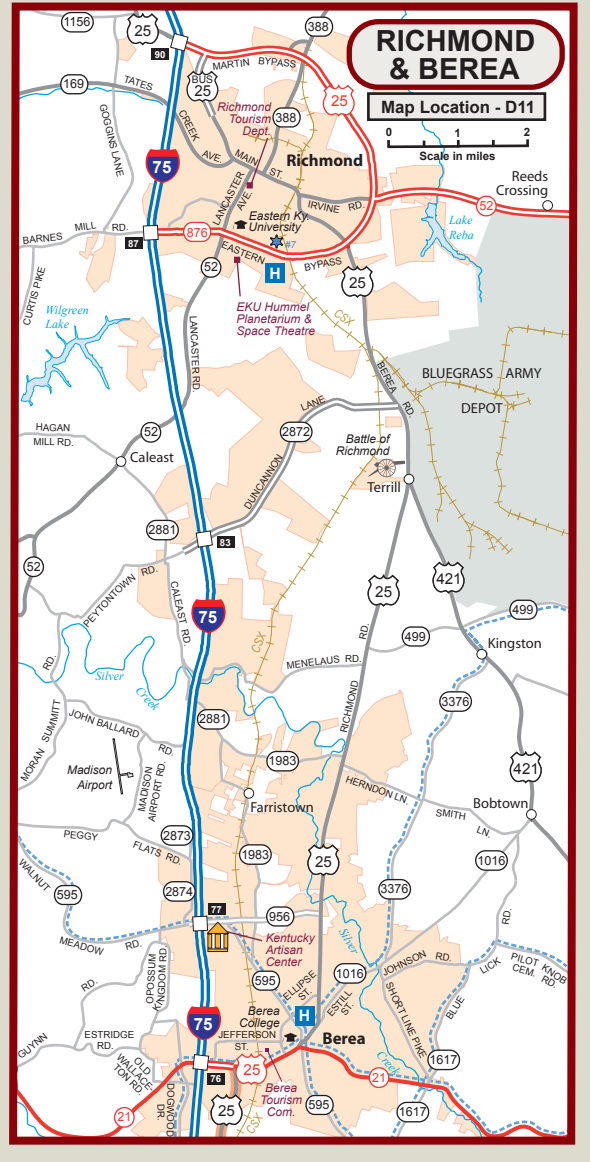 RICHMOND
& BEREA
Map Location - D11
0 1 2
Scale in miles
1156
25
388
90
MARTIN BYPASS
BUS
25
25
169
TATES
CREEK
AVE.
GOGGINS LANE
Richmond
Tourism
Dept.
388
MAIN
ST.
Richmond
75
LANCASTER
AVE.
IRVINE RD.
Reeds
Crossing
52
Lake
Reba
Eastern Ky.
University
#7
BARNES MILL RD.
87
876
EASTERN
BYPASS
H
52
25
CURTIS PIKE
EKU Hummel
Planetarium &
Space Theatre
CSX
Wilgreen
Lake
LANCASTER RD.
BEREA
RD.
BLUEGRASS ARMY
DEPOT
LANE
2872
DUNCANNON
HAGAN
MILL RD.
52
Caleast
Battle of
Richmond
Terrill
2881
83
52
PEYTONTOWN RD.
CALEAST RD.
75
25
421
499
499
Kingston
CSX
RD.
MENELAUS RD.
RICHMOND
3376
Silver
Creek
RD.
MORAN SUMMITT
JOHN BALLARD
RD.
2881
1983
Madison
Airport
MADISON
AIRPORT RD.
HERNDON LN.
421
Farristown
Bobtown
SMITH
LN.
PEGGY
FLATS RD.
2873
1983
25
1016
WALNUT
595
MEADOW RD.
2874
77
956
3376
Kentucky
Artisan
Center
Silver
RD.
OPOSSUM
KINGDOM RD.
RD.
595
ELLIPSE
ST.
1016
ESTILL
ST.
JOHNSON RD.
LICK
PILOT KNOB
CEM. RD.
BLUE
SHORT LINE PIKE
75
Berea
College
H
GUYNN
ESTRIDGE
RD.
JEFFERSON
ST.
Berea
OLD
WALLACE-
TON RD.
76
25
Creek
1617
21
Berea
Tourism
Com.
21
DOGWOOD
DR.
25
CSX
595
1617